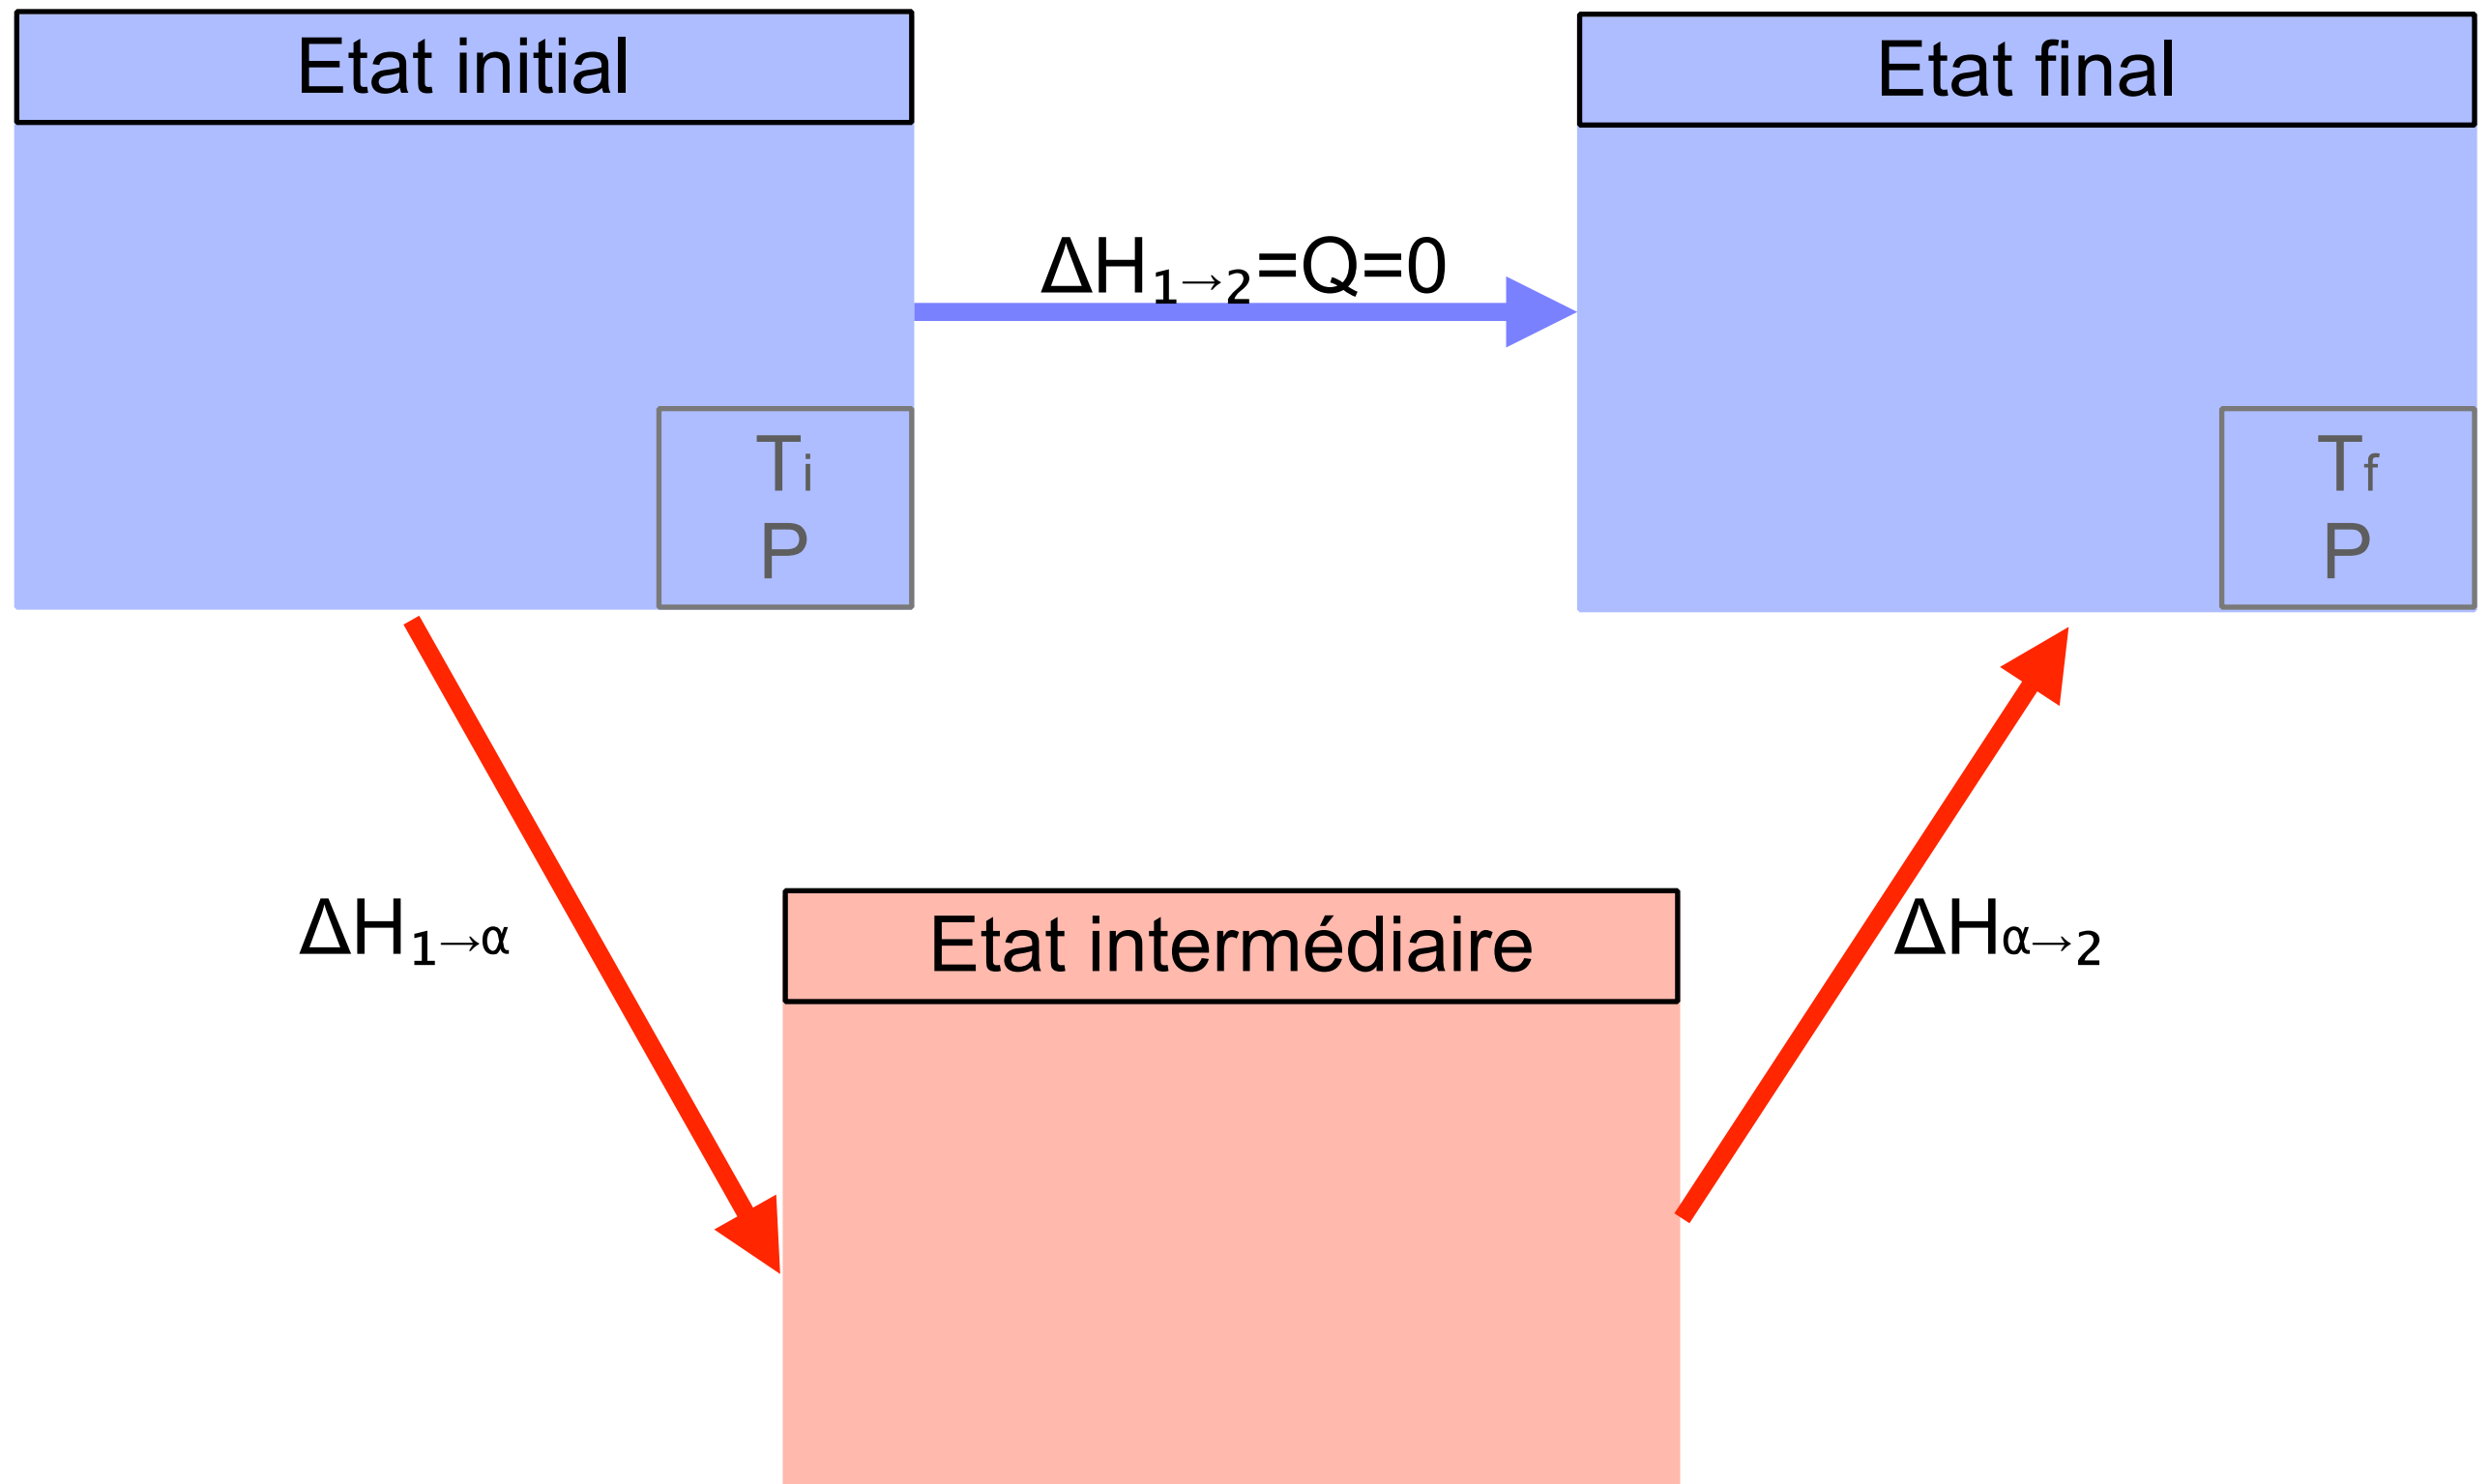 Etat initial
Etat final
ΔH1→2=Q=0
Ti
P
Tf
P
ΔH1→α
Etat intermédiaire
ΔHα→2